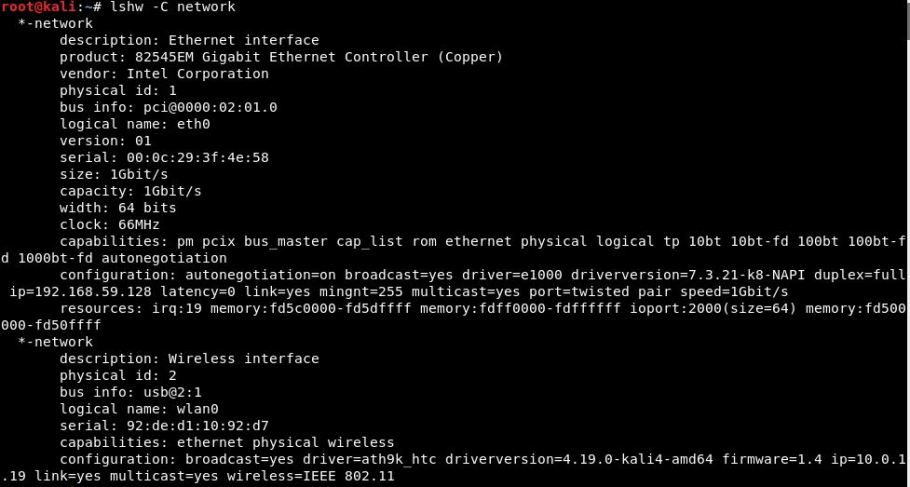 root@kali:~# lshw -C network
*-network
description: Ethernet interface
product: 82545EM Gigabit Ethernet Controller (Copper)
vendor: Intel Corporation
physical id: 1
bus info: pci@0000:02:01.0
logical name: eth0
version: 01
serial: 00:0c:29:3f:4e:58
size: 1Gbit/s
capacity: 1Gbit/s
width: 64 bits
clock: 66MHz
capabilities: pm pcix bus_master cap_list rom ethernet physical logical tp 10bt 10bt-fd 100bt 100bt-f
d 1000bt-fd autonegotiation
configuration: autonegotiation=on broadcast=yes driver=e1000 driverversion=7.3.21-k8-NAPI duplex=full
ip=192.168.59.128 latency=0 link=yes mingnt=255 multicast=yes port=twisted pair speed=1Gbit/s
resources: irq:19 memory:fd5c0000-fd5dffff memory:fdff0000-fdffffff ioport:2000(size=64) memory:fd500
000-fd50ffff
*-network
description: Wireless interface
physical id: 2
bus info: usb@2:1
logical name: wlan0
serial: 92:de:d1:10:92:d7
capabilities: ethernet physical wireless
configuration: broadcast=yes driver=ath9k_htc driverversion=4.19.0-kali4-amd64 firmware=1.4 ip=10.0.1
.19 link=yes multicast=yes wireless=IEEE 802.11